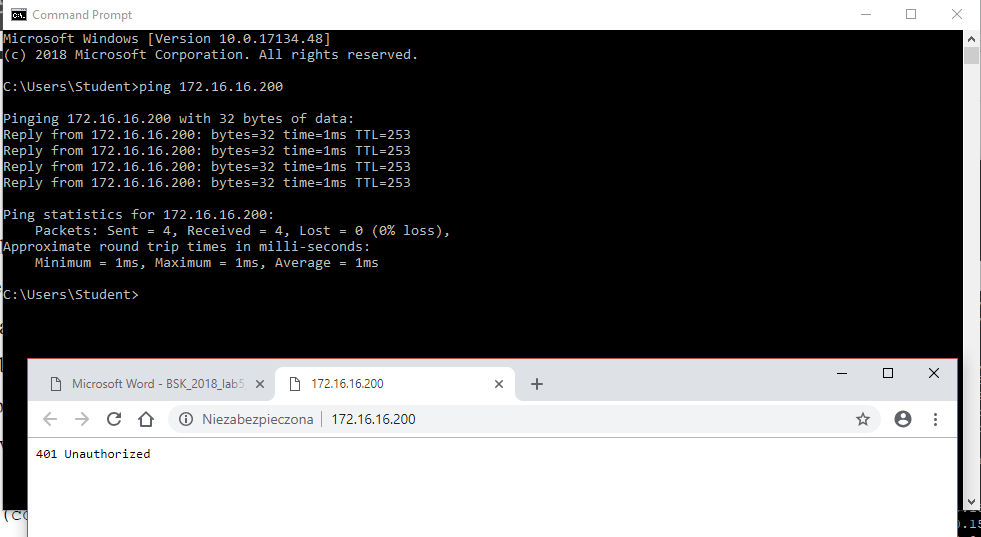 Command Prompt
Microsoft Windows [Version 10.0.17134.48]
(c) 2018 Microsoft Corporation. All rights reserved.
C:\Users\Student>ping 172.16.16.200
Pinging 172.16.16.200 with 32 bytes of data:
Reply from 172.16.16.200: bytes=32 time=1ms TTL=253
Reply from 172.16.16.200: bytes=32 time=1ms TTL=253
Reply from 172.16.16.200: bytes=32 time=1ms TTL=253
Reply from 172.16.16.200: bytes=32 time=1ms TTL=253
Ping statistics for 172.16.16.200:
    Packets: Sent = 4, Received = 4, Lost = 0 (0% loss),
Approximate round trip times in milli-seconds:
    Minimum = 1ms, Maximum = 1ms, Average = 1ms
C:\Users\Student>
Microsoft Word - BSK_2018_lab5 172.16.16.200
Niezabezpieczona 172.16.16.200
401 Unauthorized